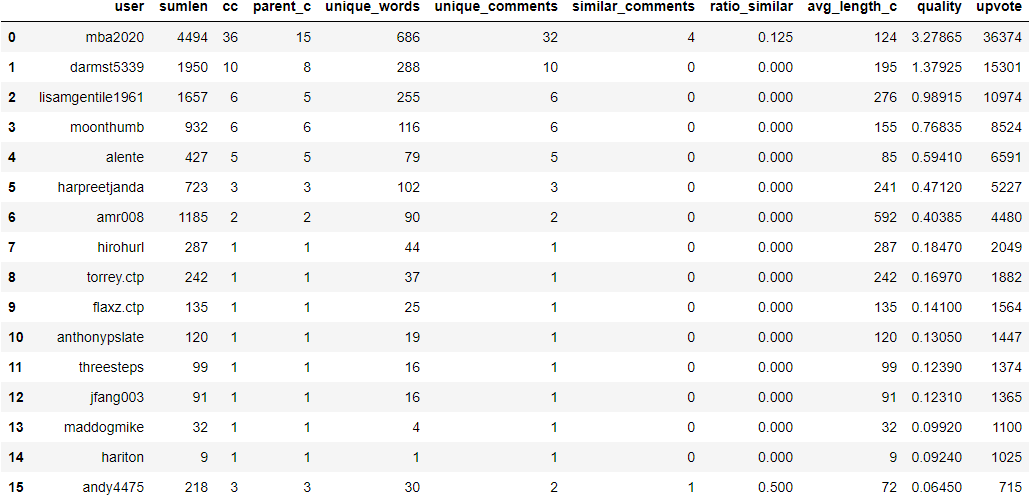 user sumlen cc parent_c unique_words unique_comments similar_comments ratio_similar avg_length_c quality upvote
0 mba2020 4494 36 15 686 32 4 0.125 124 3.27865 36374
1 darmst5339 1950 10 8 288 10 0 0.000 195 1.37925 15301
2 lisamgentile1961 1657 6 5 255 6 0 0.000 276 0.98915 10974
3 moonthumb 932 6 6 116 6 0 0.000 155 0.76835 8524
4 alente 427 5 5 79 5 0 0.000 85 0.59410 6591
5 harpreetjanda 723 3 3 102 3 0 0.000 241 0.47120 5227
6 amr008 1185 2 2 90 2 0 0.000 592 0.40385 4480
7 hirohurl 287 1 1 44 1 0 0.000 287 0.18470 2049
8 torrey.ctp 242 1 1 37 1 0 0.000 242 0.16970 1882
9 flaxz.ctp 135 1 1 25 1 0 0.000 135 0.14100 1564
10 anthonypslate 120 1 1 19 1 0 0.000 120 0.13050 1447
11 threesteps 99 1 1 16 1 0 0.000 99 0.12390 1374
12 jfang003 91 1 1 16 1 0 0.000 91 0.12310 1365
13 maddogmike 32 1 1 4 1 0 0.000 32 0.09920 1100
14 hariton 9 1 1 1 1 0 0.000 9 0.09240 1025
15 andy4475 218 3 3 30 2 1 0.500 72 0.06450 715